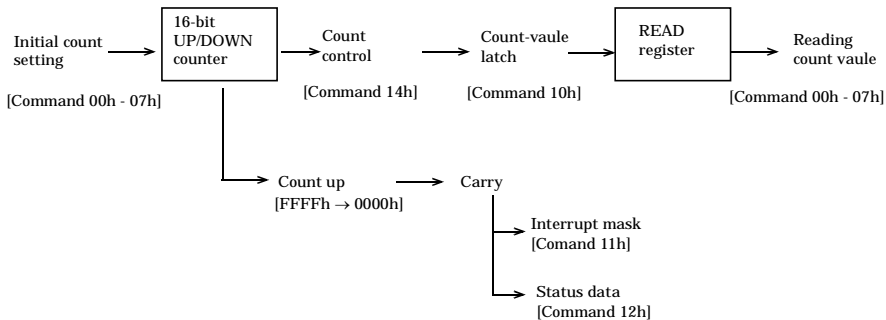 Initial count
setting
[Command 00h - 07h]
16-bit
UP/DOWN
counter
Count
control
[Command 14h]
Count-vaule
latch
[Command 10h]
READ
register
Reading
count vaule
[Command 00h - 07h]
Count up
[FFFFh → 0000h]
Carry
Interrupt mask
[Comand 11h]
Status data
[Command 12h]